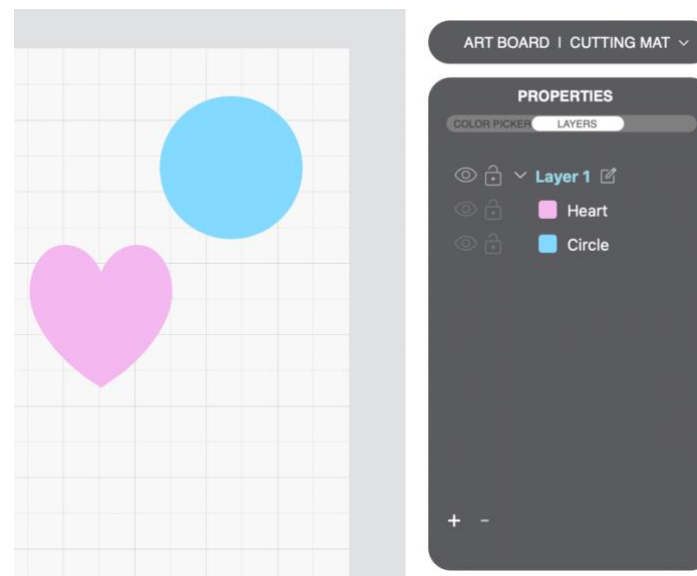 ART BOARD | CUTTING MAT
PROPERTIES
COLOR PICKER LAYERS
Layer 1
Heart
Circle
+ -